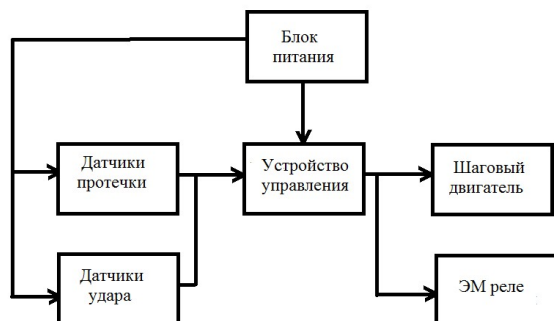 Блок
питания
Датчики
протечки
Устройство
управления
Шаговый
двигатель
Датчики
удара
ЭМ реле